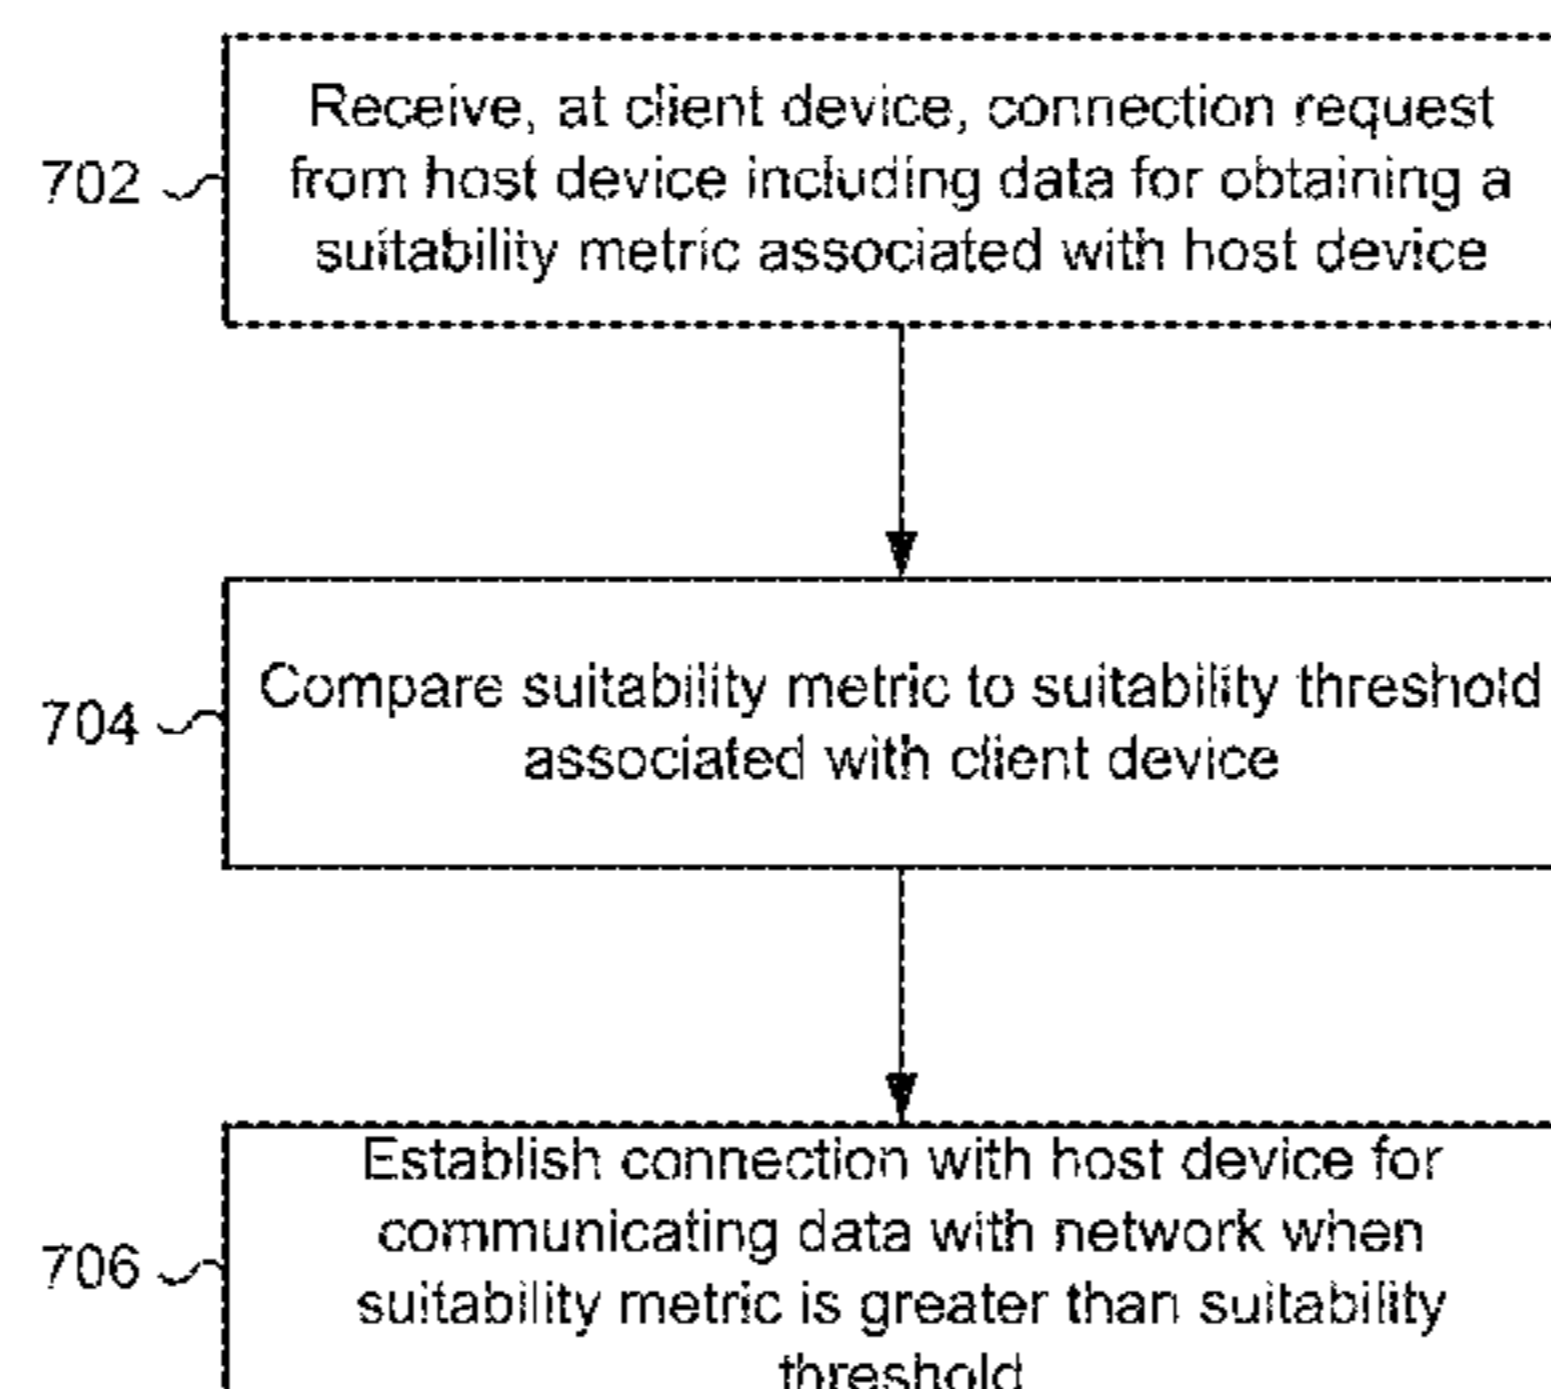 Receive, at client device, connection request
702
from host device including data for obtaining a
suitability metric associated with host device
Compare suitability metric to suitability threshold
704
associated with client device
Establish connection with host device for
communicating data with network when
706
suitability metric is greater than suitability
threshold